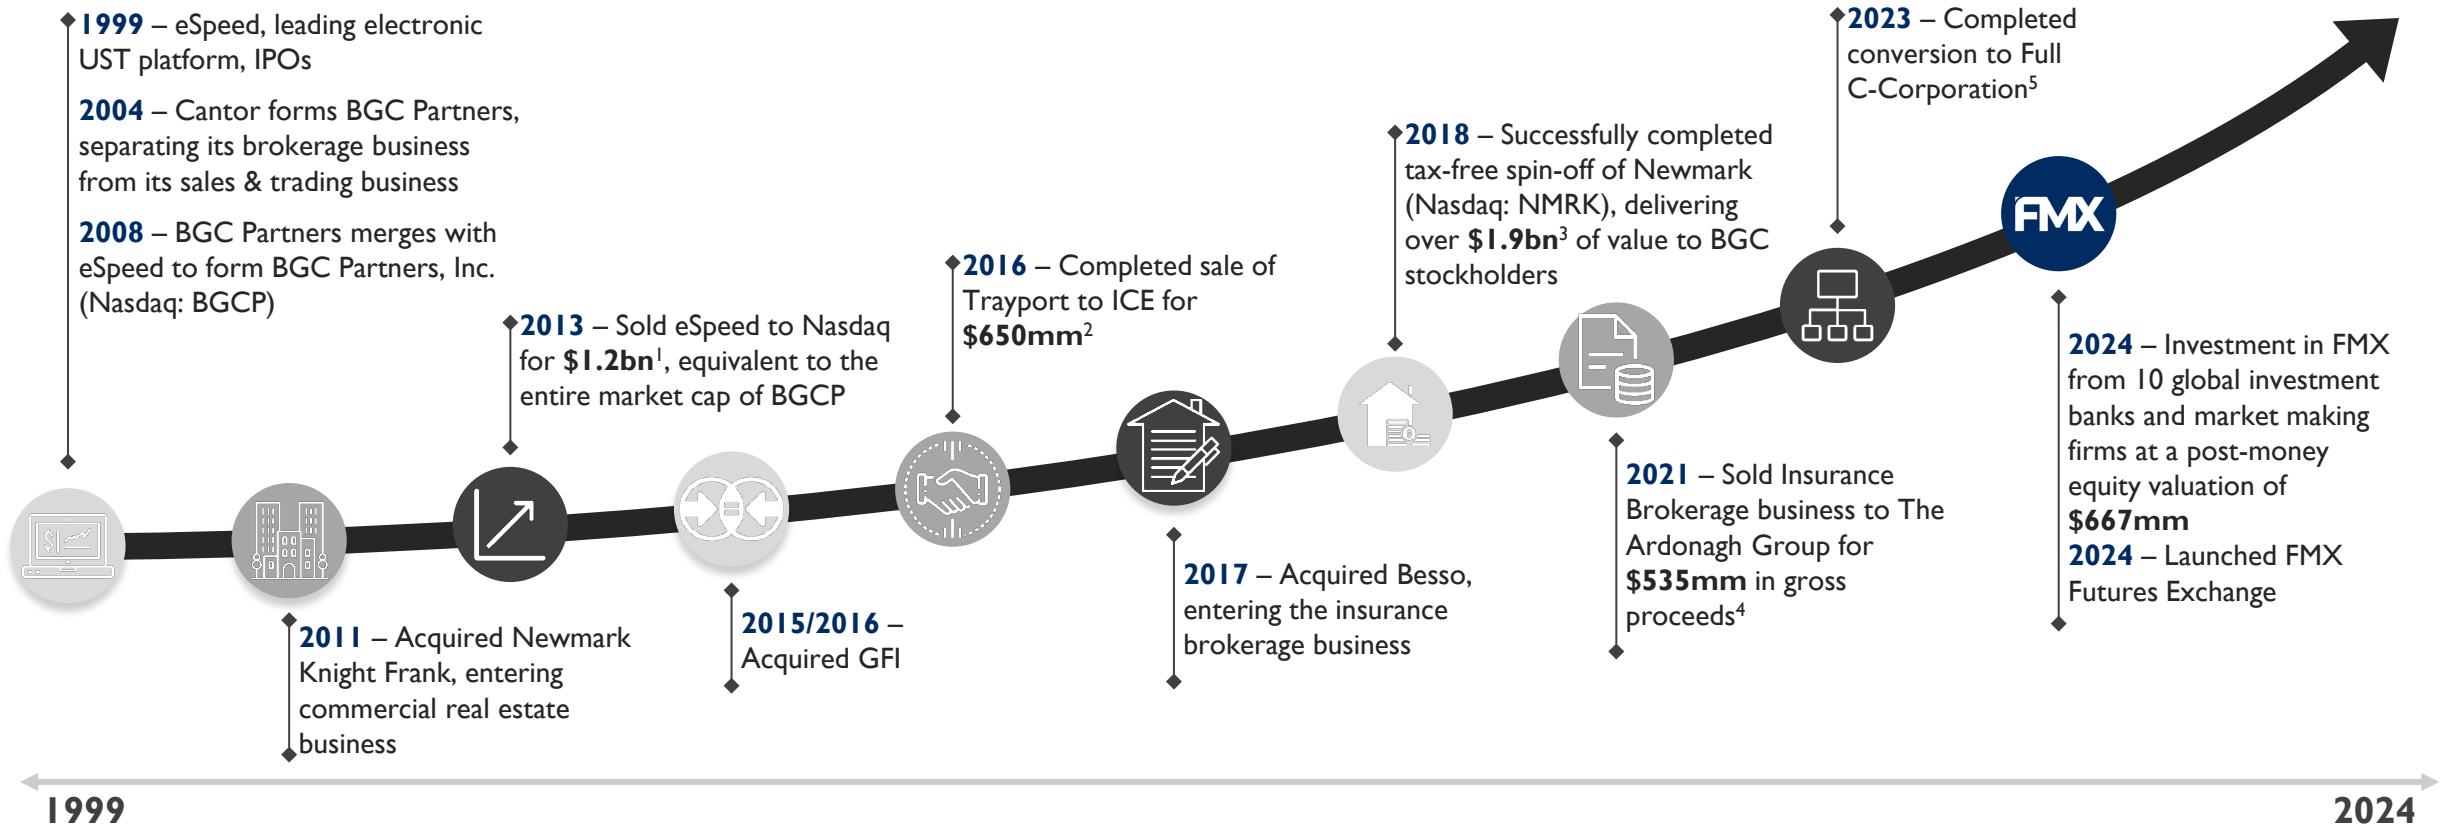 1999 – eSpeed, leading electronic
UST platform, IPOs
2004 – Cantor forms BGC Partners,
separating its brokerage business
from its sales & trading business
2008 – BGC Partners merges with
eSpeed to form BGC Partners, Inc.
(Nasdaq: BGCP)
2011 – Acquired Newmark
Knight Frank, entering
commercial real estate
business
2013 – Sold eSpeed to Nasdaq
for $1.2bn¹, equivalent to the
entire market cap of BGCP
2015/2016 –
Acquired GFI
2016 – Completed sale of
Trayport to ICE for
$650mm²
2017 – Acquired Besso,
entering the insurance
brokerage business
2018 – Successfully completed
tax-free spin-off of Newmark
(Nasdaq: NMRK), delivering
over $1.9bn³ of value to BGC
stockholders
2021 – Sold Insurance
Brokerage business to The
Ardonagh Group for
$535mm in gross
proceeds⁴
2023 – Completed
conversion to Full
C-Corporation⁵
FMX
2024 – Investment in FMX
from 10 global investment
banks and market making
firms at a post-money
equity valuation of
$667mm
2024 – Launched FMX
Futures Exchange
$
1999
2024